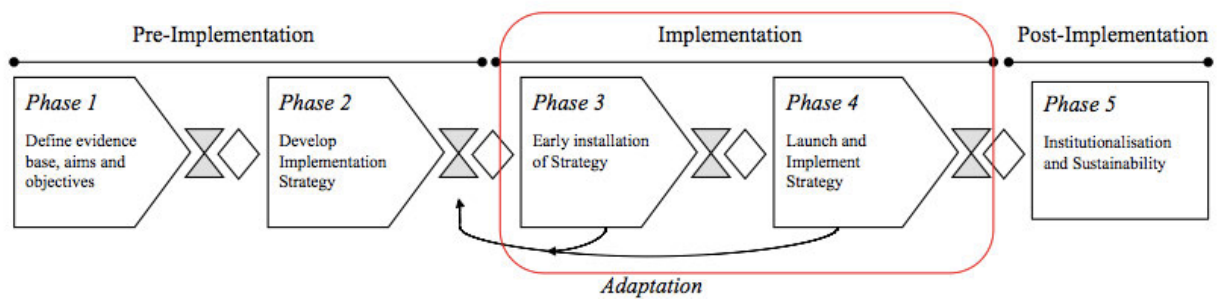 Pre-Implementation
Implementation
Post-Implementation
Phase 1
Define evidence
base, aims and
objectives
Phase 2
Develop
Implementation
Strategy
Phase 3
Early installation
of Strategy
Phase 4
Launch and
Implement
Strategy
Phase 5
Institutionalisation
and Sustainability
Adaptation